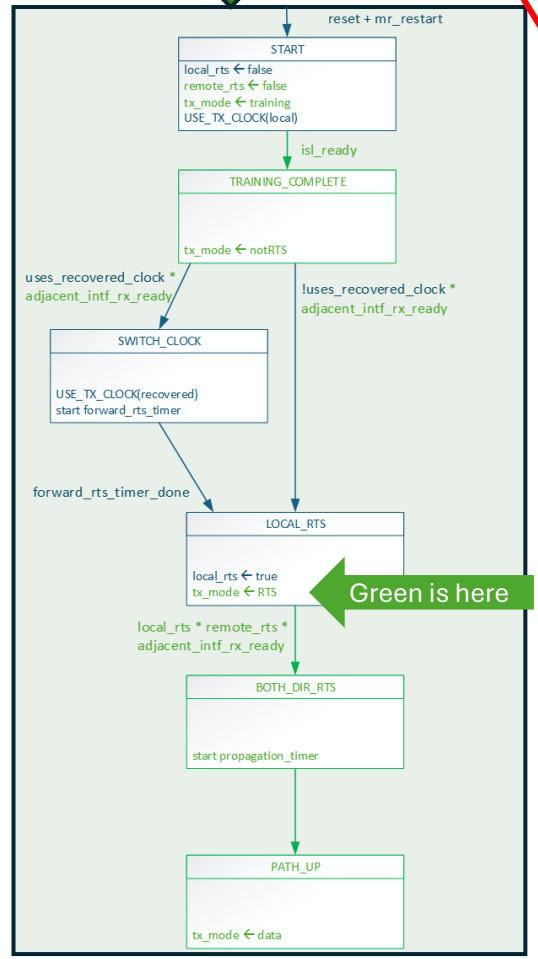 reset + mr_restart
START
local_rts ← false
remote_rts ← false
tx_mode ← training
USE_TX_CLOCK(local)
isl_ready
TRAINING_COMPLETE
tx_mode ← notRTS
uses_recovered_clock *
adjacent_intf_rx_ready
!uses_recovered_clock *
adjacent_intf_rx_ready
SWITCH_CLOCK
USE_TX_CLOCK(recovered)
start forward_rts_timer
forward_rts_timer_done
LOCAL_RTS
local_rts ← true
tx_mode ← RTS
Green is here
local_rts * remote_rts *
adjacent_intf_rx_ready
BOTH_DIR_RTS
start propagation_timer
PATH_UP
tx_mode ← data